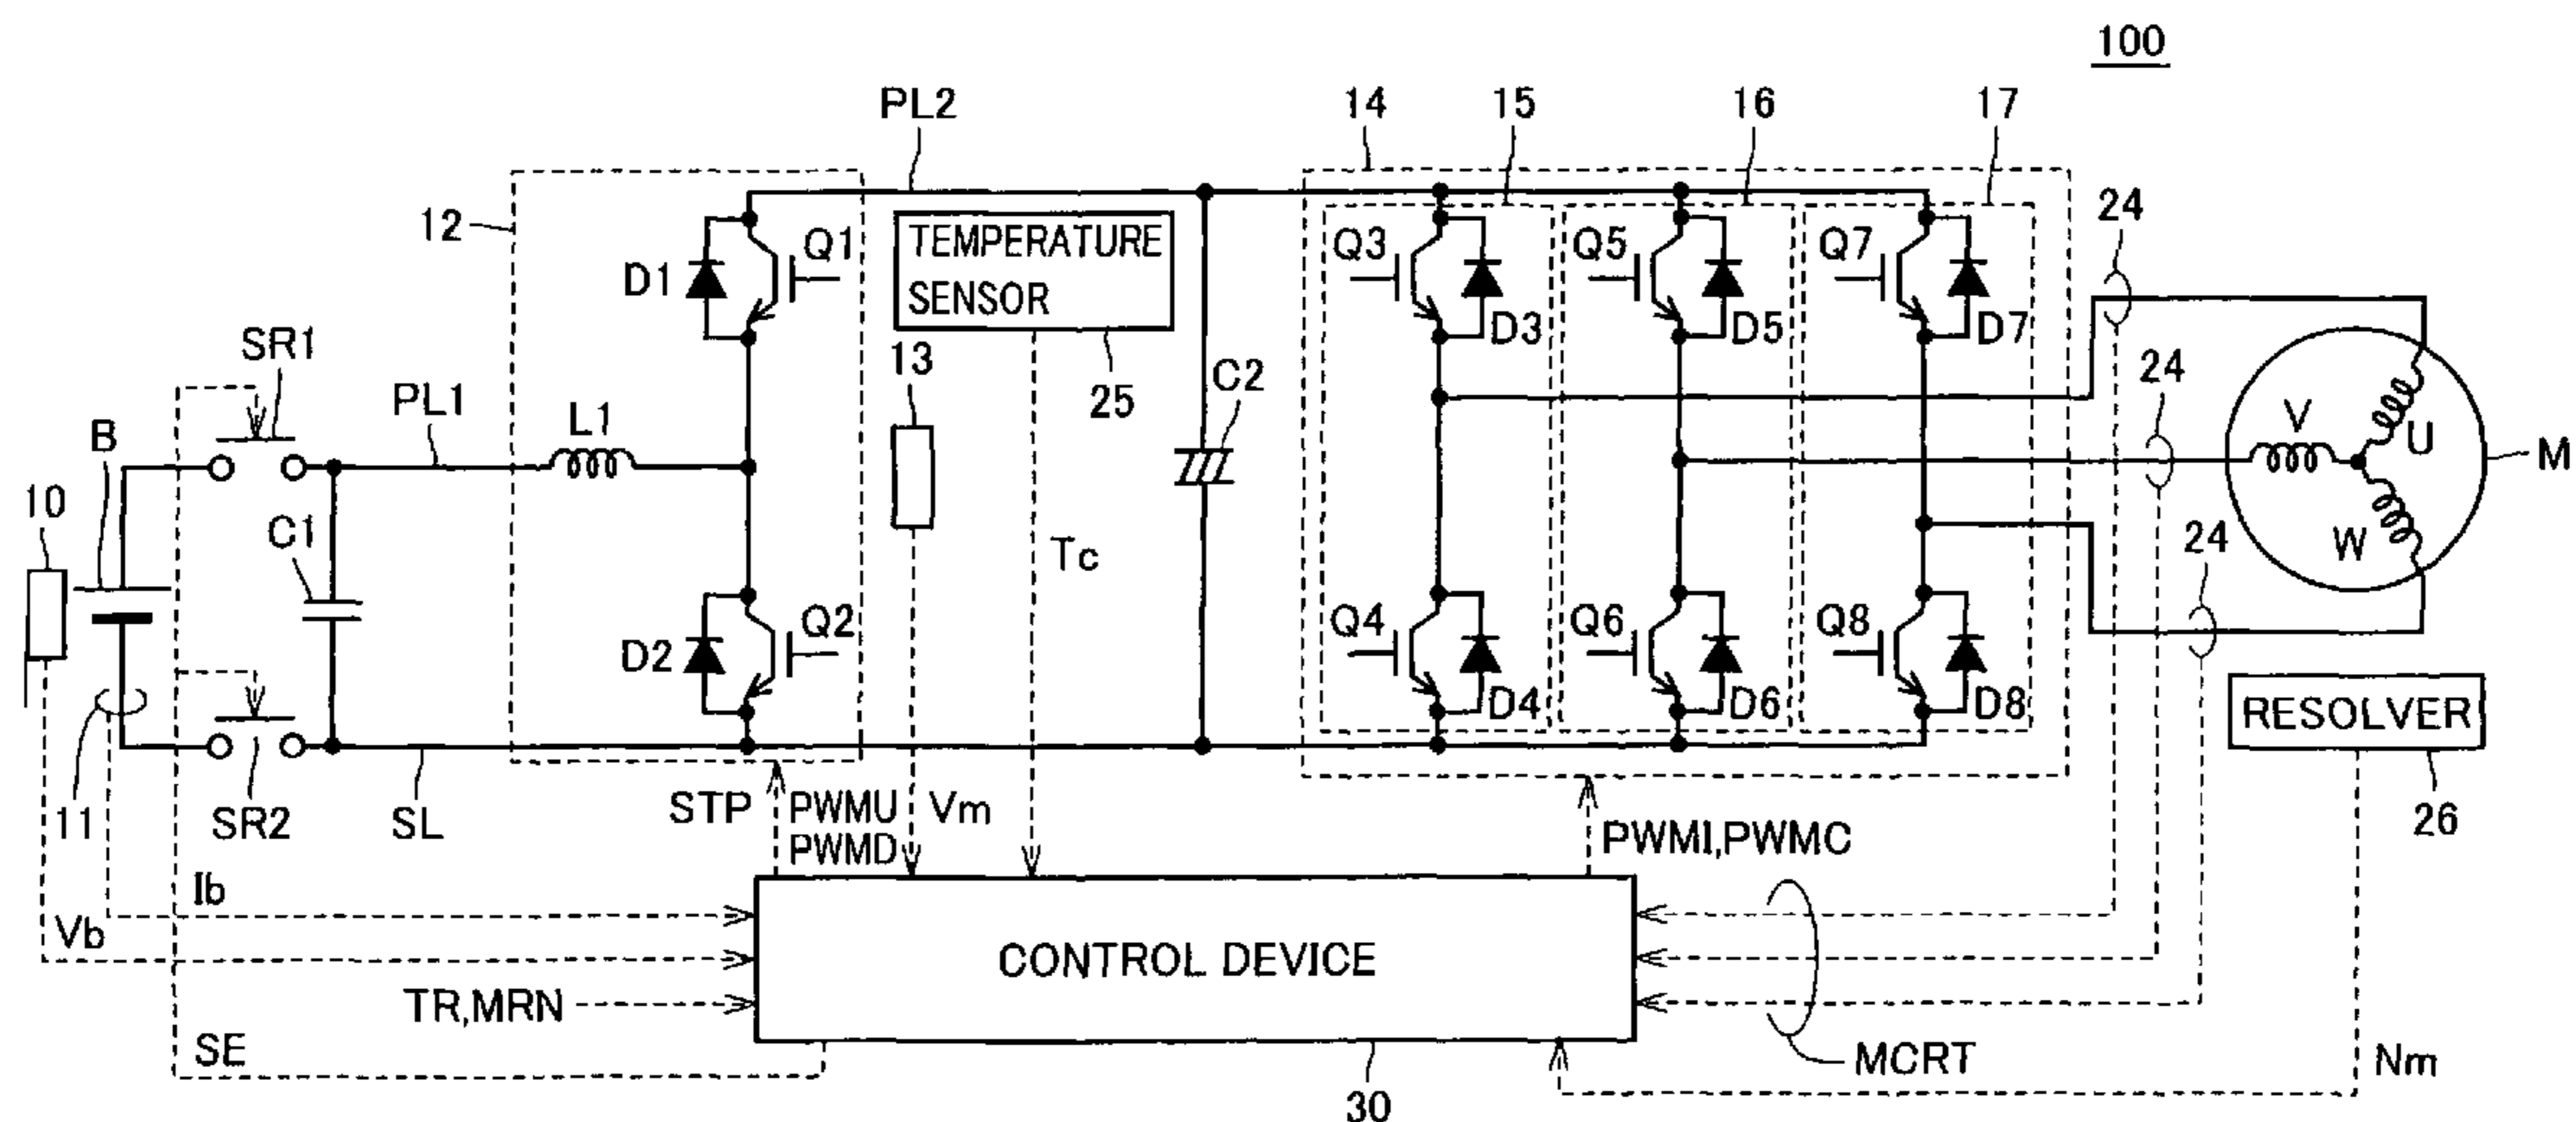 100
PL2
14
15
16
17
12
D1
Q1
TEMPERATURE
SENSOR
25
13
C2
Q3
D3
Q5
D5
Q7
D7
24
24
24
SR1
PL1
L1
B
10
C1
11
SR2
SL
D2
Q2
Tc
Q4
D4
Q6
D6
Q8
D8
V
U
W
M
RESOLVER
26
STP
PWMU
PWMD
Vm
PWMI,PWMC
Ib
Vb
TR,MRN
SE
CONTROL DEVICE
30
MCRT
Nm